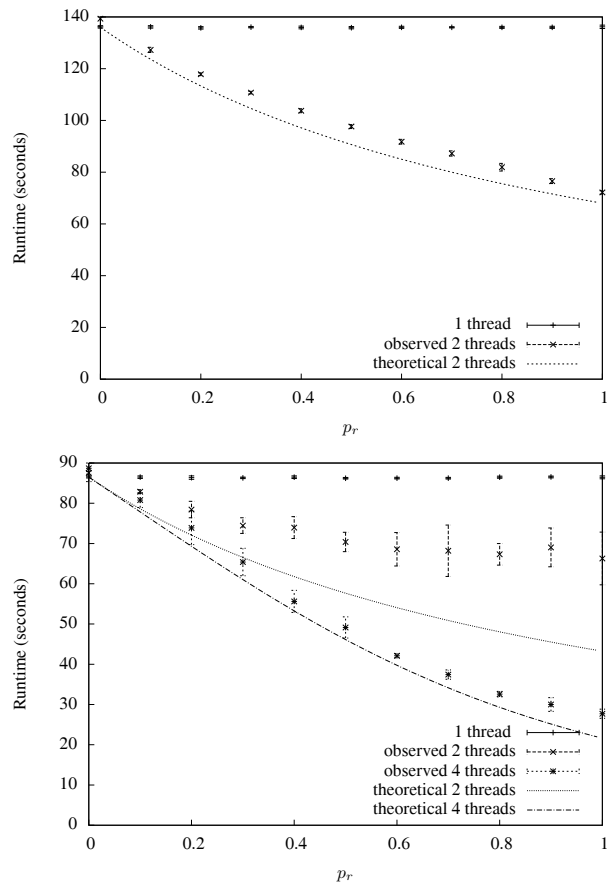 140
120
100
80
60
40
20
0
Runtime (seconds)
1 thread
observed 2 threads
theoretical 2 threads
0 0.2 0.4 0.6 0.8 1
p_r
90
80
70
60
50
40
30
20
10
0
Runtime (seconds)
1 thread
observed 2 threads
observed 4 threads
theoretical 2 threads
theoretical 4 threads
0 0.2 0.4 0.6 0.8 1
p_r